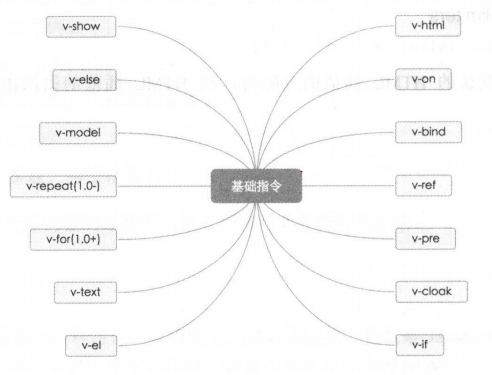 v-show
v-else
v-model
v-repeat(1.0-)
v-for(1.0+)
v-text
v-el
基础指令
v-html
v-on
v-bind
v-ref
v-pre
v-cloak
v-if